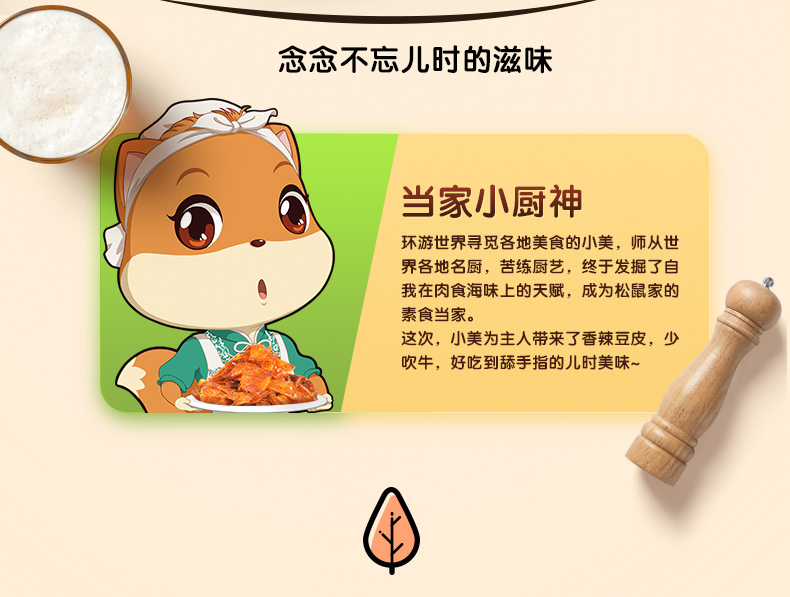 念念不忘儿时的滋味
当家小厨神
环游世界寻觅各地美食的小美，师从世
界各地名厨，苦练厨艺，终于发掘了自
我在肉食海味上的天赋，成为松鼠家的
素食当家。
这次，小美为主人带来了香辣豆皮，少
吹牛，好吃到舔手指的儿时美味~